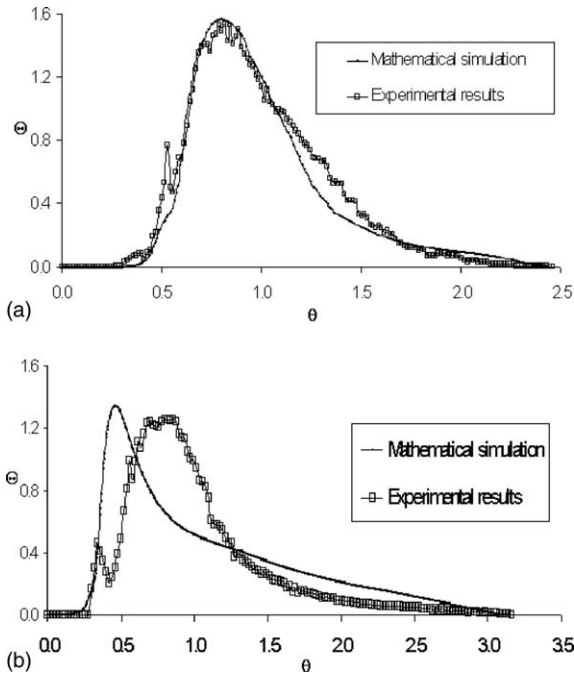 1.6
1.2
0.8
0.4
0.0
Θ
Mathematical simulation
Experimental results
0.0 0.5 1.0 1.5 2.0 2.5
θ
(a)
1.6
1.2
0.8
0.4
0.0
Θ
Mathematical simulation
Experimental results
0.0 0.5 1.0 1.5 2.0 2.5 3.0 3.5
θ
(b)